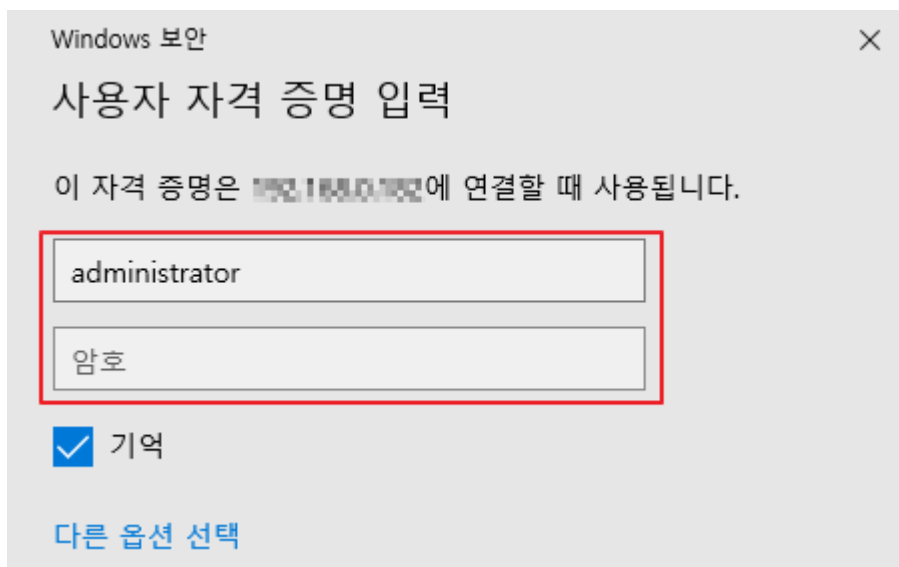 Windows 보안
사용자 자격 증명 입력
이 자격 증명은 에 연결할 때 사용됩니다.
administrator
암호
기억
다른 옵션 선택